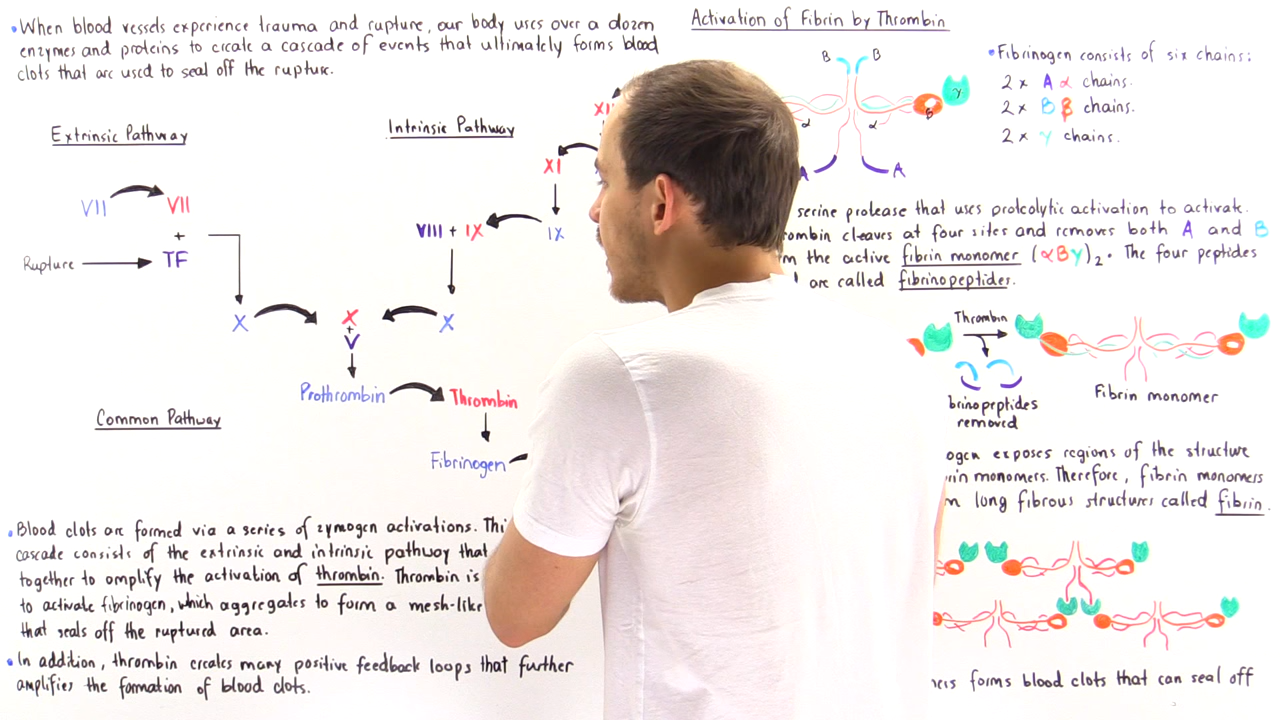 •When blood vessels experience trauma and rupture, our body uses over a dozen
enzymes and proteins to create a cascade of events that ultimately forms blood
clots that are used to seal off the rupture.
Extrinsic Pathway
Intrinsic Pathway
XII
XI
VII
VII
VIII + IX
IX
+
Rupture
TF
X
X
X
+
V
Prothrombin
Thrombin
Common Pathway
Fibrinogen
•Blood clots are formed via a series of zymogen activations. Thi
cascade consists of the extrinsic and intrinsic pathway that
together to amplify the activation of thrombin. Thrombin is
to activate fibrinogen, which aggregates to form a mesh-like
that seals off the ruptured area.
•In addition, thrombin creates many positive feedback loops that further
amplifies the formation of blood clots.
Activation of Fibrin by Thrombin
B B
γ
B
α α
A A
•Fibrinogen consists of six chains:
2 x A α chains.
2 x B β chains.
2 x γ chains.
serine protease that uses proteolytic activation to activate
rombin cleaves at four sites and removes both A and B
m the active fibrin monomer (αβγ)2. The four peptides
are called fibrinopeptides.
Thrombin
brinopeptides
removed
Fibrin monomer
ogen exposes regions of the structure
rin monomers. Therefore, fibrin monomers
m long fibrous structures called fibrin.
ners forms blood clots that can seal off